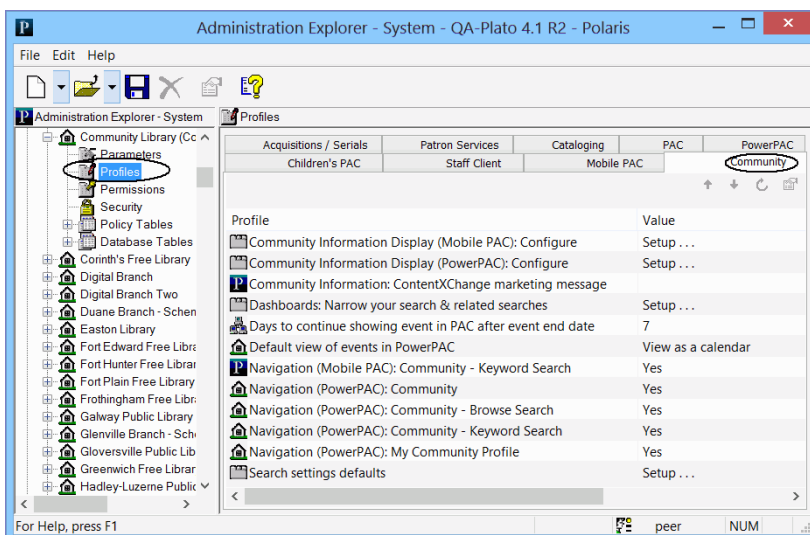 Administration Explorer - System - QA-Plato 4.1 R2 - Polaris
File Edit Help
Administration Explorer - System
Community Library (Cc
Parameters
Profiles
Permissions
Security
Policy Tables
Database Tables
Corinth's Free Library
Digital Branch
Digital Branch Two
Duane Branch - Schen
Easton Library
Fort Edward Free Libra
Fort Hunter Free Librar
Fort Plain Free Library
Frothingham Free Libra
Galway Public Library
Glenville Branch - Sche
Gloversville Public Lib
Greenwich Free Librar
Hadley-Luzerne Public
Profiles
Acquisitions / Serials Patron Services Cataloging PAC PowerPAC
Children's PAC Staff Client Mobile PAC Community
Profile Value
Community Information Display (Mobile PAC): Configure Setup . . .
Community Information Display (PowerPAC): Configure Setup . . .
Community Information: ContentXChange marketing message
Dashboards: Narrow your search & related searches Setup . . .
Days to continue showing event in PAC after event end date 7
Default view of events in PowerPAC View as a calendar
Navigation (Mobile PAC): Community - Keyword Search Yes
Navigation (PowerPAC): Community Yes
Navigation (PowerPAC): Community - Browse Search Yes
Navigation (PowerPAC): Community - Keyword Search Yes
Navigation (PowerPAC): My Community Profile Yes
Search settings defaults Setup . . .
For Help, press F1 peer NUM